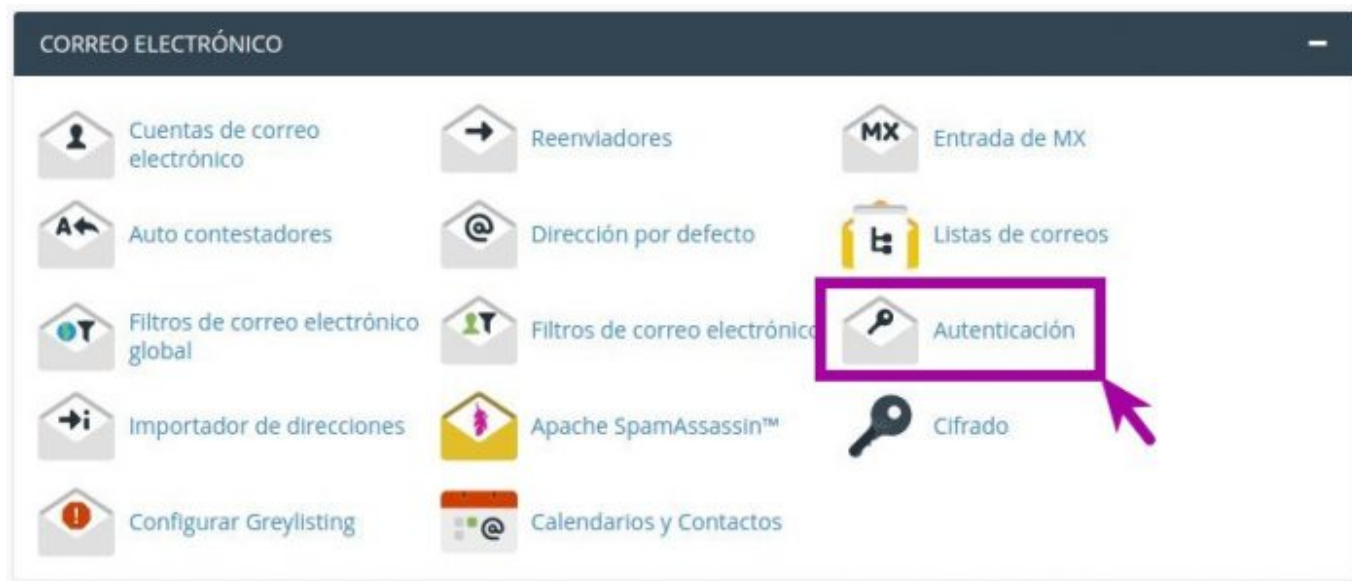 CORREO ELECTRÓNICO
Cuentas de correo
electrónico
Reenviadores
MX
Entrada de MX
A
Auto contestadores
@
Dirección por defecto
Listas de correos
Filtros de correo electrónico
global
Filtros de correo electrónico
Autenticación
i
Importador de direcciones
Apache SpamAssassin™
Cifrado
!
Configurar Greylisting
@
Calendarios y Contactos